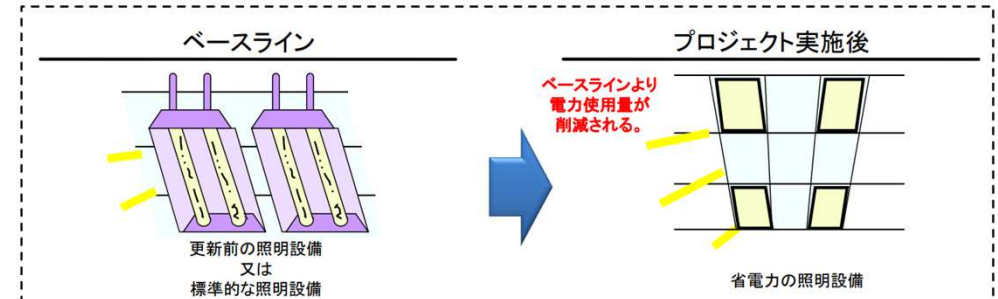 ベースライン
更新前の照明設備
又は
標準的な照明設備
ベースラインより
電力使用量が
削減される。
プロジェクト実施後
省電力の照明設備